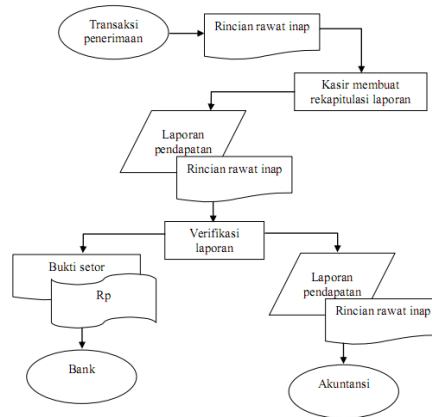 Transaksi
penerimaan
Rincian rawat inap
Kasir membuat
rekapitulasi laporan
Laporan
pendapatan
Rincian rawat inap
Verifikasi
laporan
Bukti setor
Rp
Laporan
pendapatan
Rincian rawat inap
Bank
Akuntansi